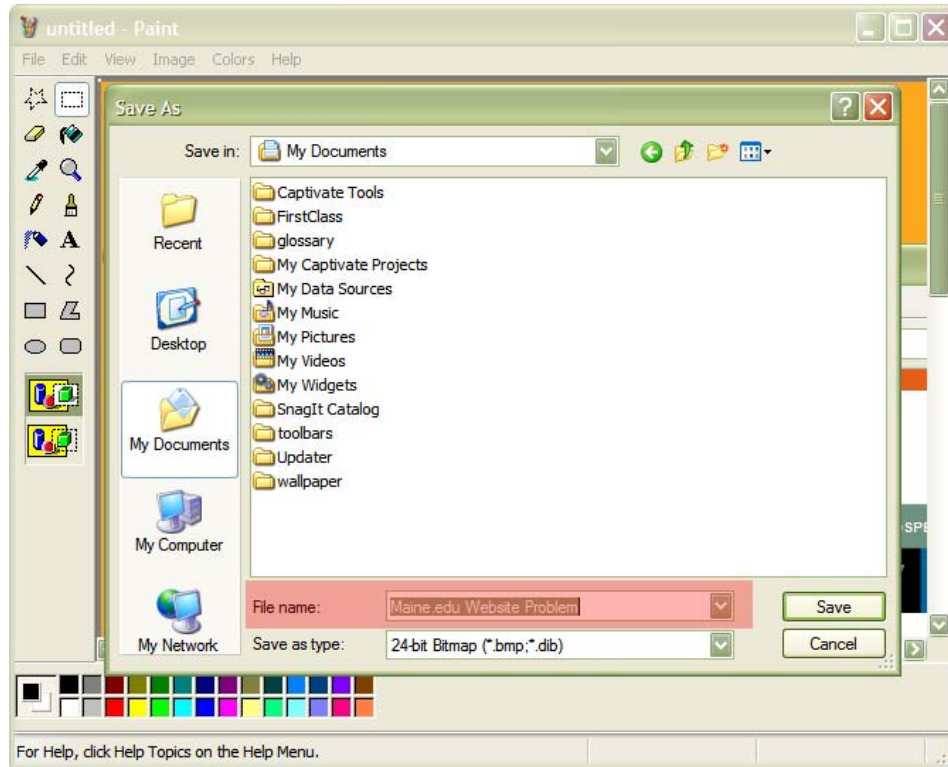 untitled - Paint
File Edit View Image Colors Help
Save As
Save in: My Documents
Recent
Desktop
My Documents
My Computer
My Network
Captivate Tools
FirstClass
glossary
My Captivate Projects
My Data Sources
My Music
My Pictures
My Videos
My Widgets
SnagIt Catalog
toolbars
Updater
wallpaper
File name: Maine.edu Website Problem
Save
Save as type: 24-bit Bitmap (*.bmp;*.dib)
Cancel
A
For Help, click Help Topics on the Help Menu.